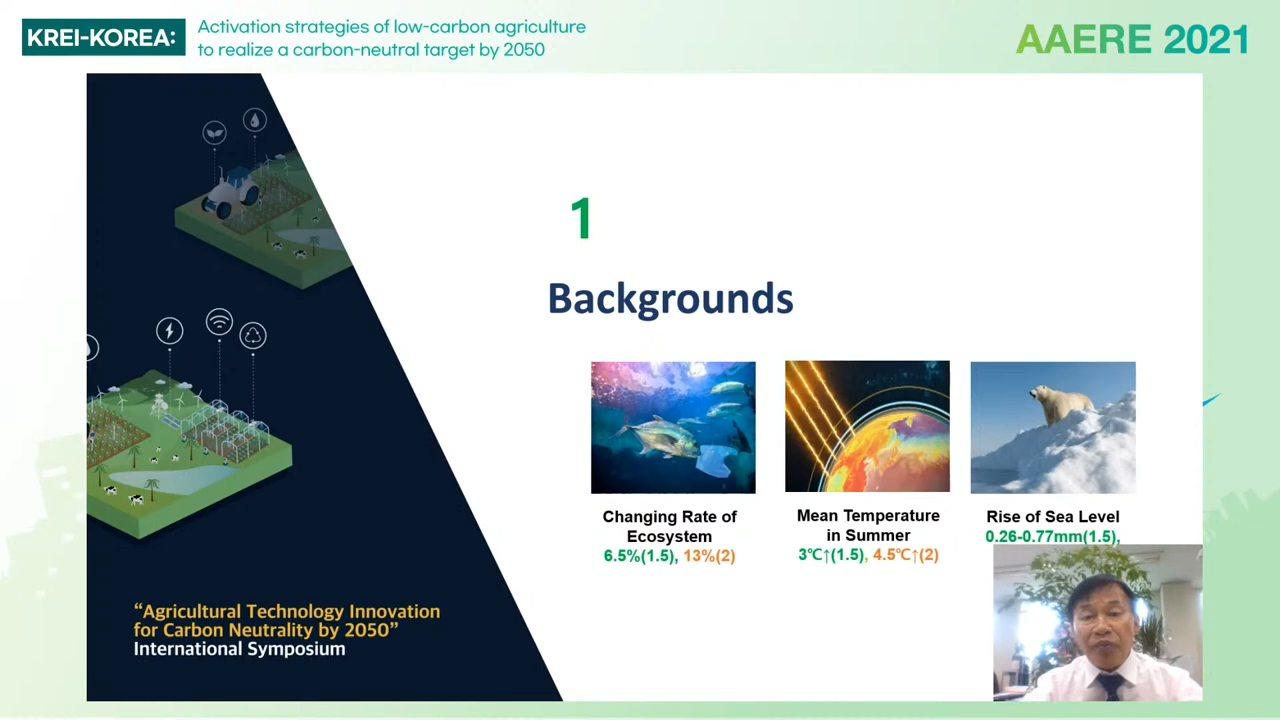 KREI-KOREA:
Activation strategies of low-carbon agriculture
to realize a carbon-neutral target by 2050
AAERE 2021
1
Backgrounds
Changing Rate of
Ecosystem
6.5%(1.5), 13%(2)
Mean Temperature
in Summer
3℃↑(1.5), 4.5℃↑(2)
Rise of Sea Level
0.26-0.77mm(1.5),
“Agricultural Technology Innovation
for Carbon Neutrality by 2050”
International Symposium